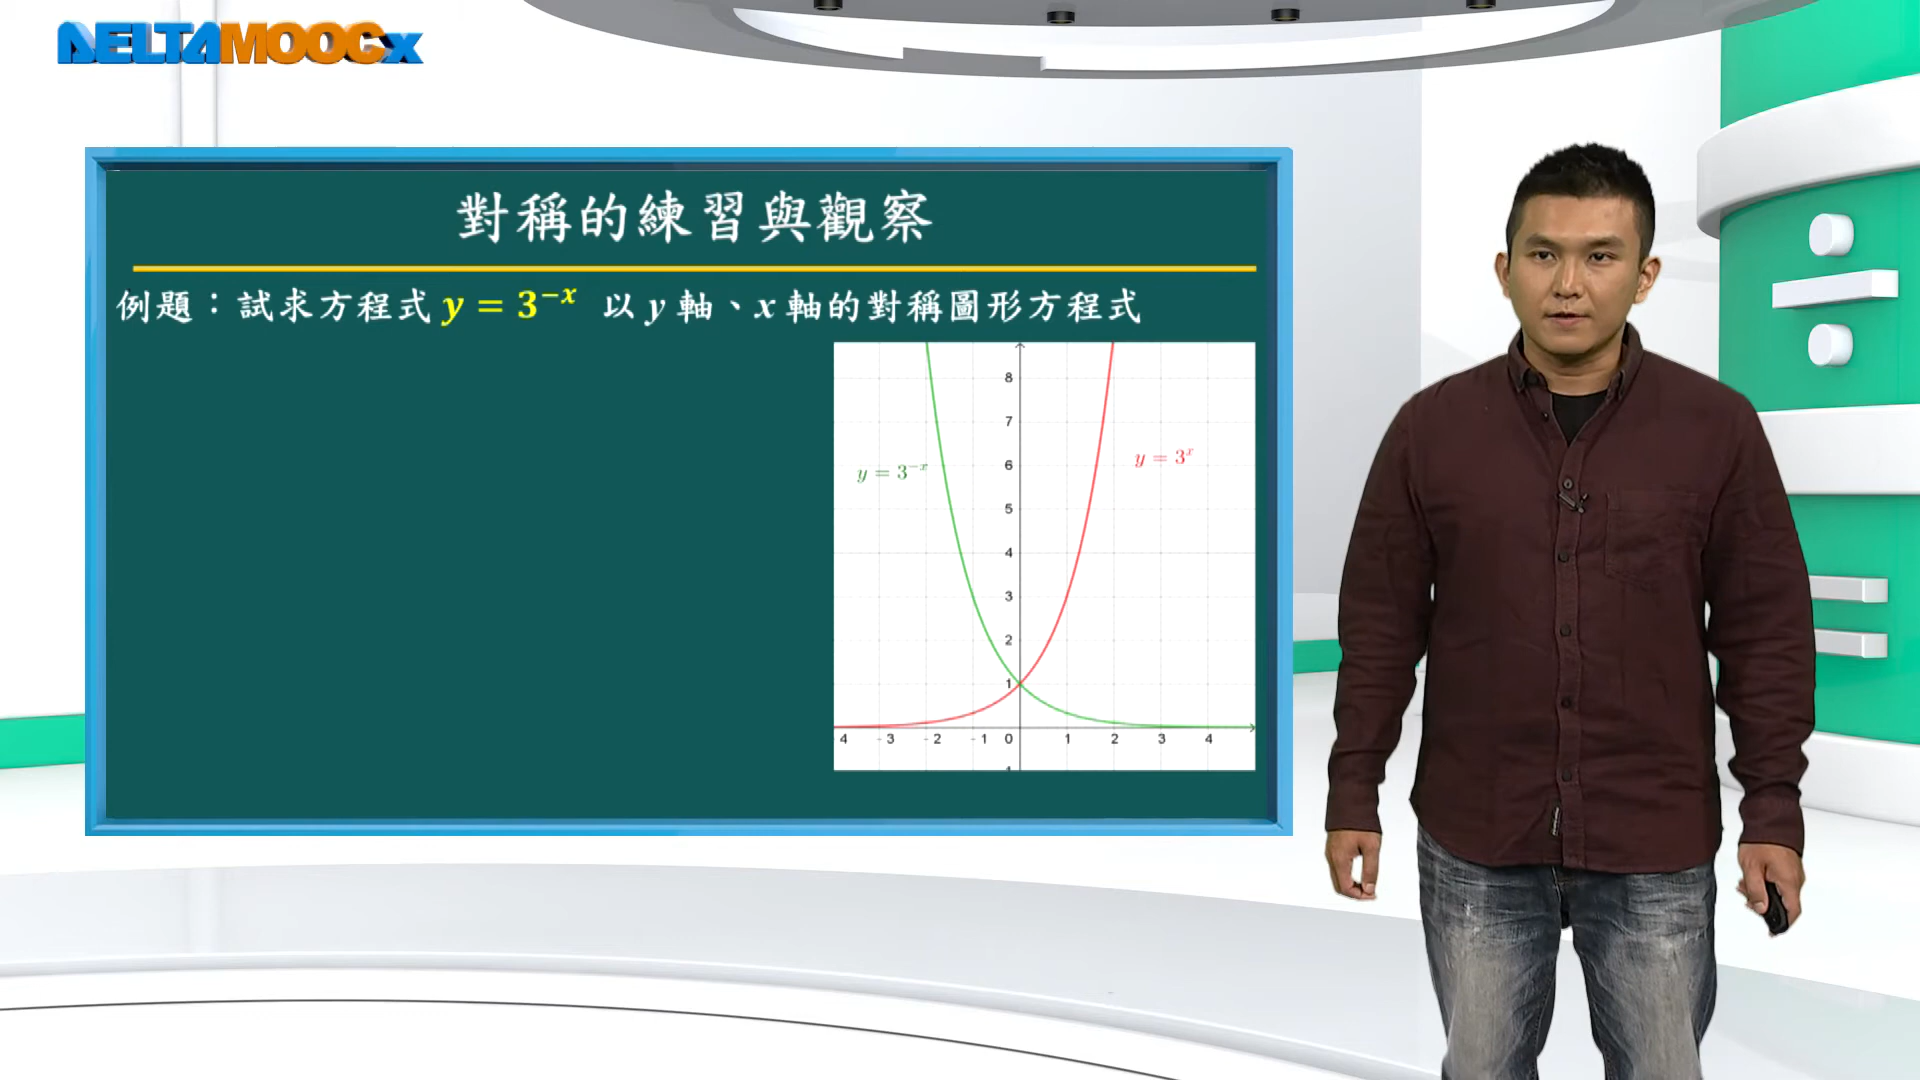 DELTAMOOCx
對稱的練習與觀察
例題：試求方程式 y = 3^{-x} 以 y 軸、x 軸的對稱圖形方程式
8
7
y = 3^x
6
y = 3^{-x}
5
4
3
2
1
4 -3 -2 -1 0 1 2 3 4